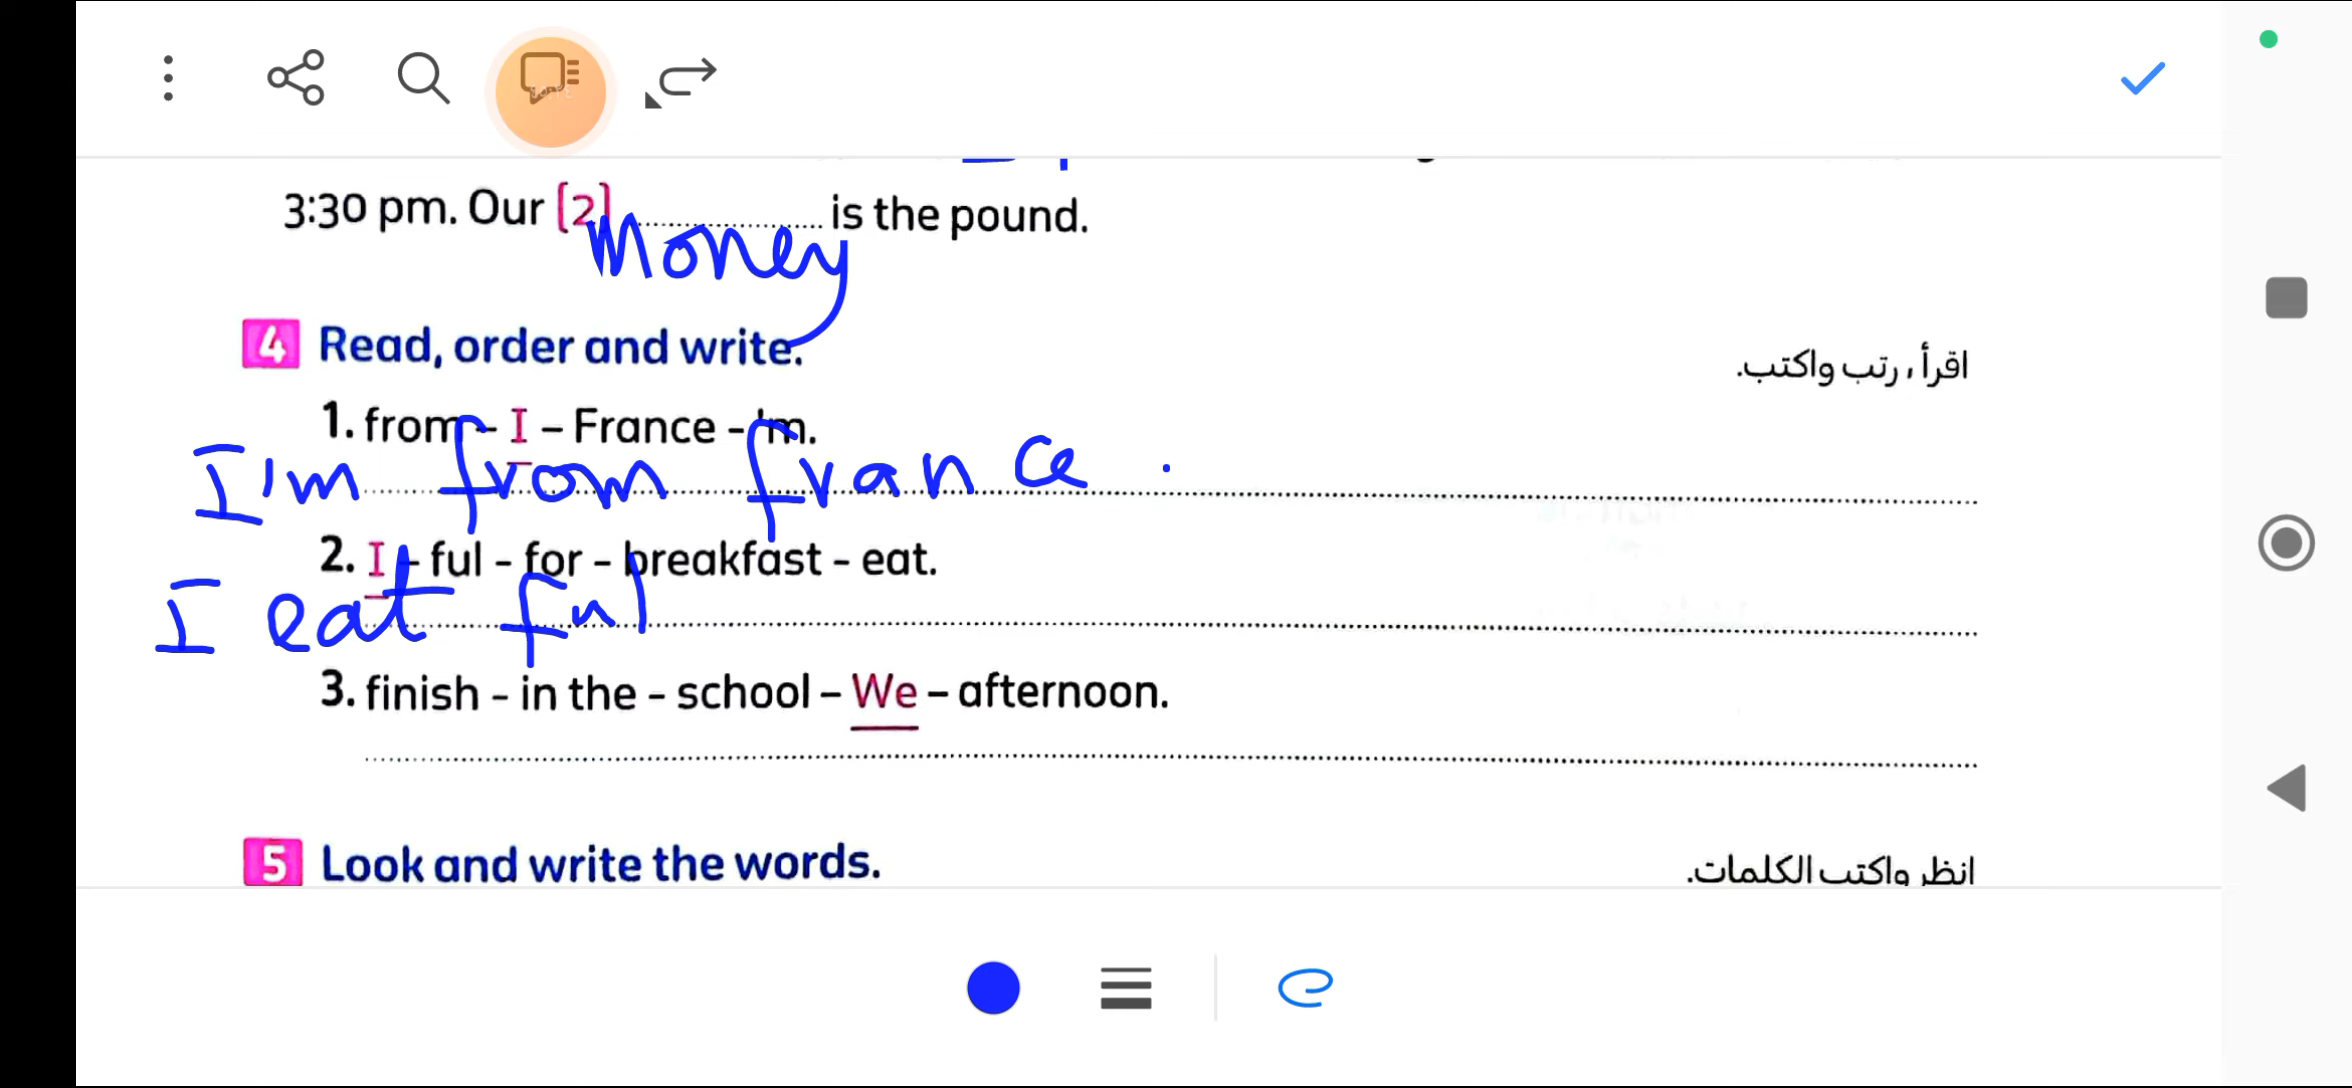 3:30 pm. Our (2) ............ is the pound.
money
4 Read, order and write.
اقرأ، رتب واكتب.
1. from - I - France - 'm.
I'm from france .
2. I - ful - for - breakfast - eat.
I eat ful
3. finish - in the - school - We - afternoon.
5 Look and write the words.
انظر واكتب الكلمات.